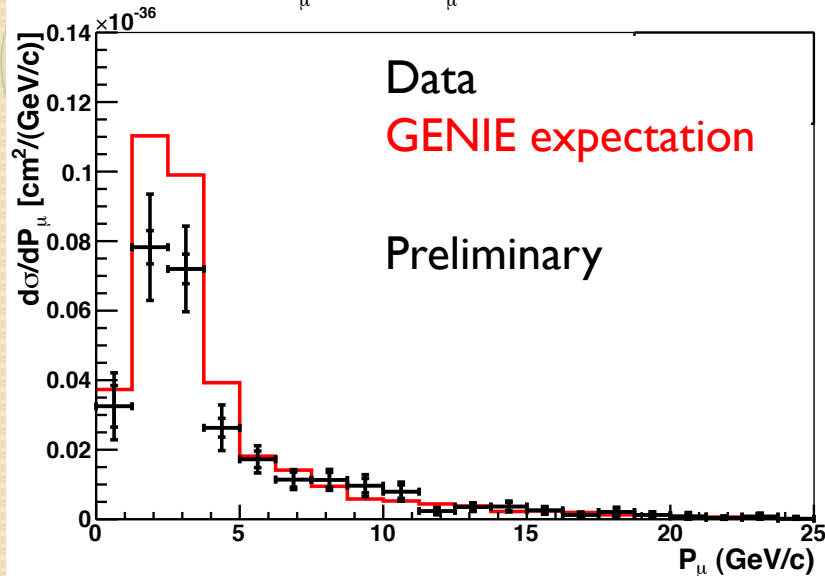 μ μ
×10-36
0.14
0.12
0.1
0.08
0.06
0.04
0.02
0
dσ/dPμ [cm2/(GeV/c)]
Data
GENIE expectation
Preliminary
0 5 10 15 20 25
Pμ (GeV/c)